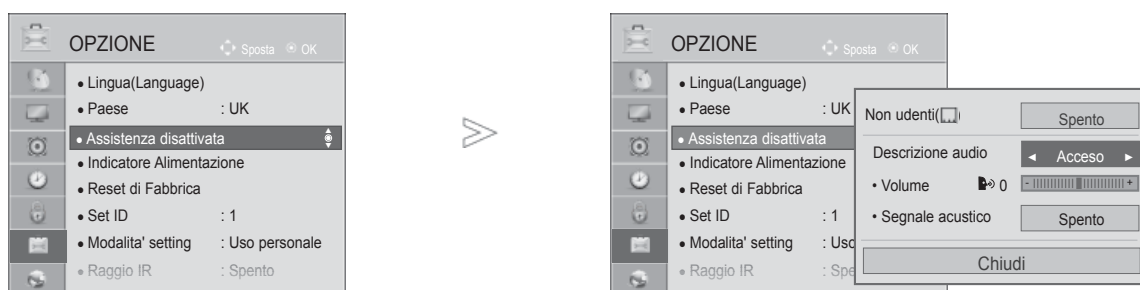 OPZIONE Sposta OK
● Lingua(Language)
● Paese : UK
● Assistenza disattivata
● Indicatore Alimentazione
● Reset di Fabbrica
● Set ID : 1
● Modalita' setting : Uso personale
● Raggio IR : Spento
OPZIONE Sposta OK
● Lingua(Language)
● Paese : UK
● Assistenza disattivata
● Indicatore Alimentazione
● Reset di Fabbrica
● Set ID : 1
● Modalita' setting : Uso
● Raggio IR : Spe
Non udenti( ) Spento
Descrizione audio ◄ Acceso ►
• Volume 0 - +
• Segnale acustico Spento
Chiudi